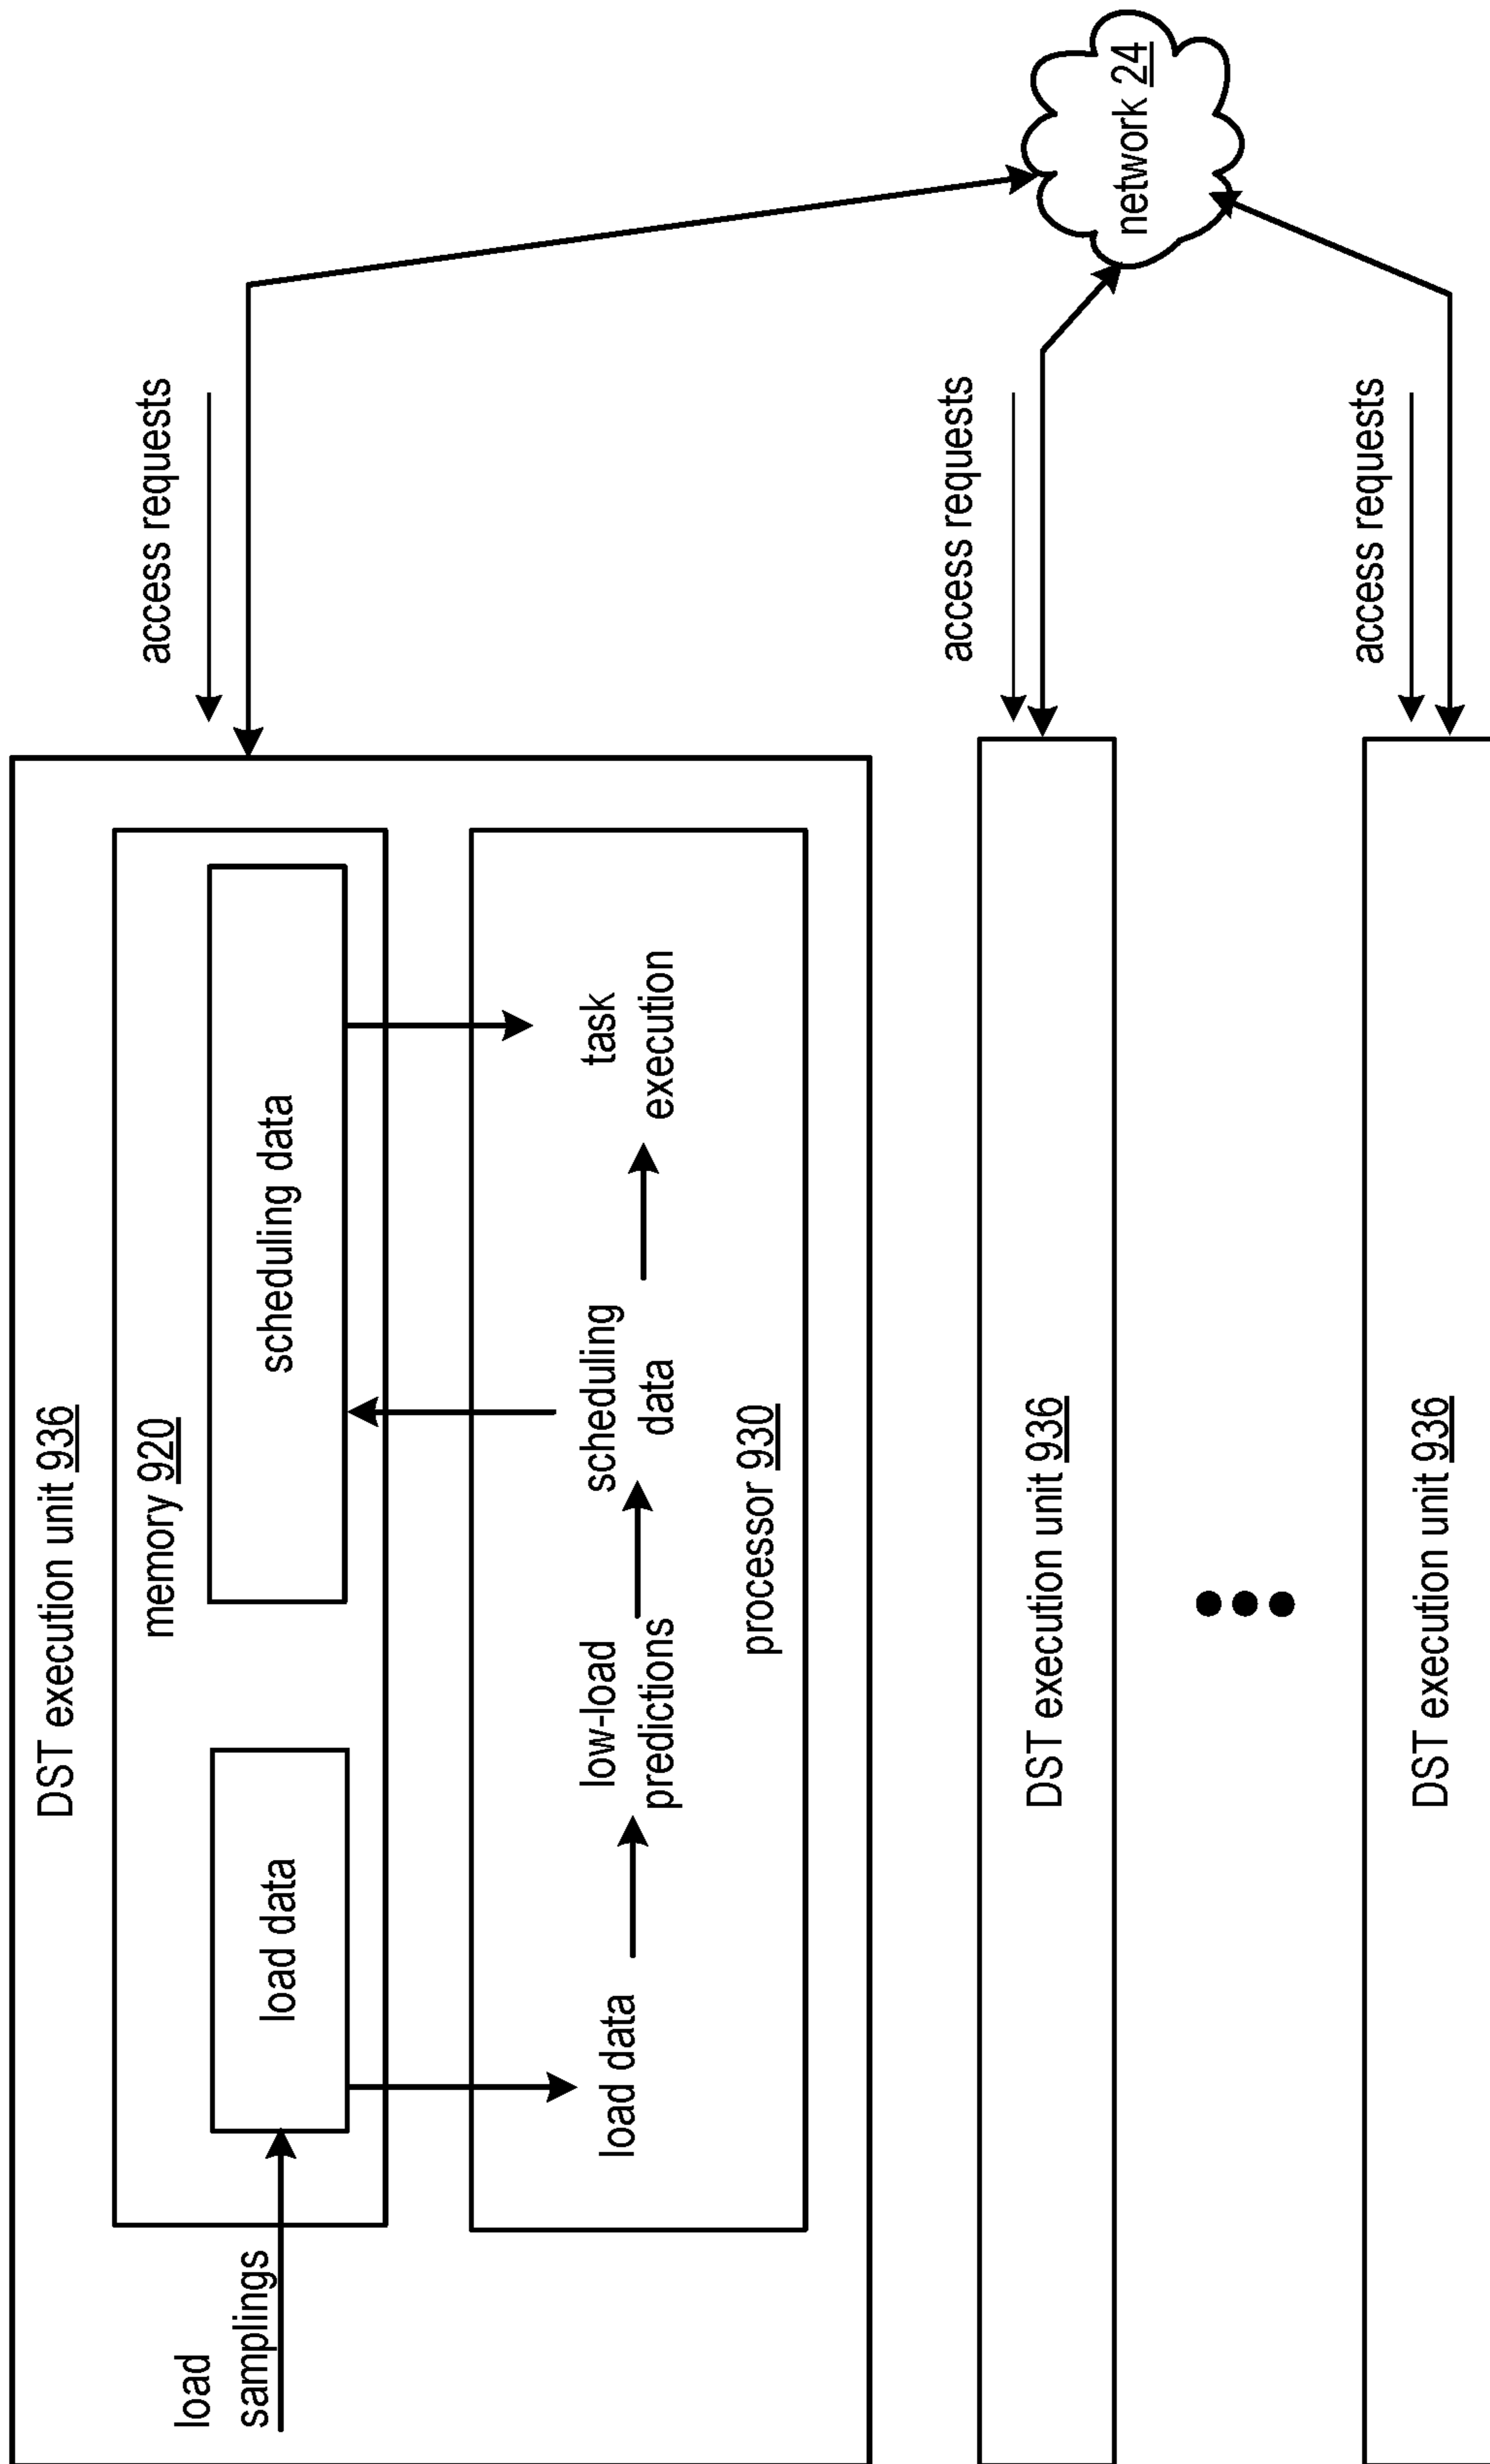 DST execution unit 936
memory 920
load
samplings
load data
scheduling data
load data
low-load
predictions
scheduling
data
task
execution
processor 930
access requests
DST execution unit 936
access requests
DST execution unit 936
access requests
network 24